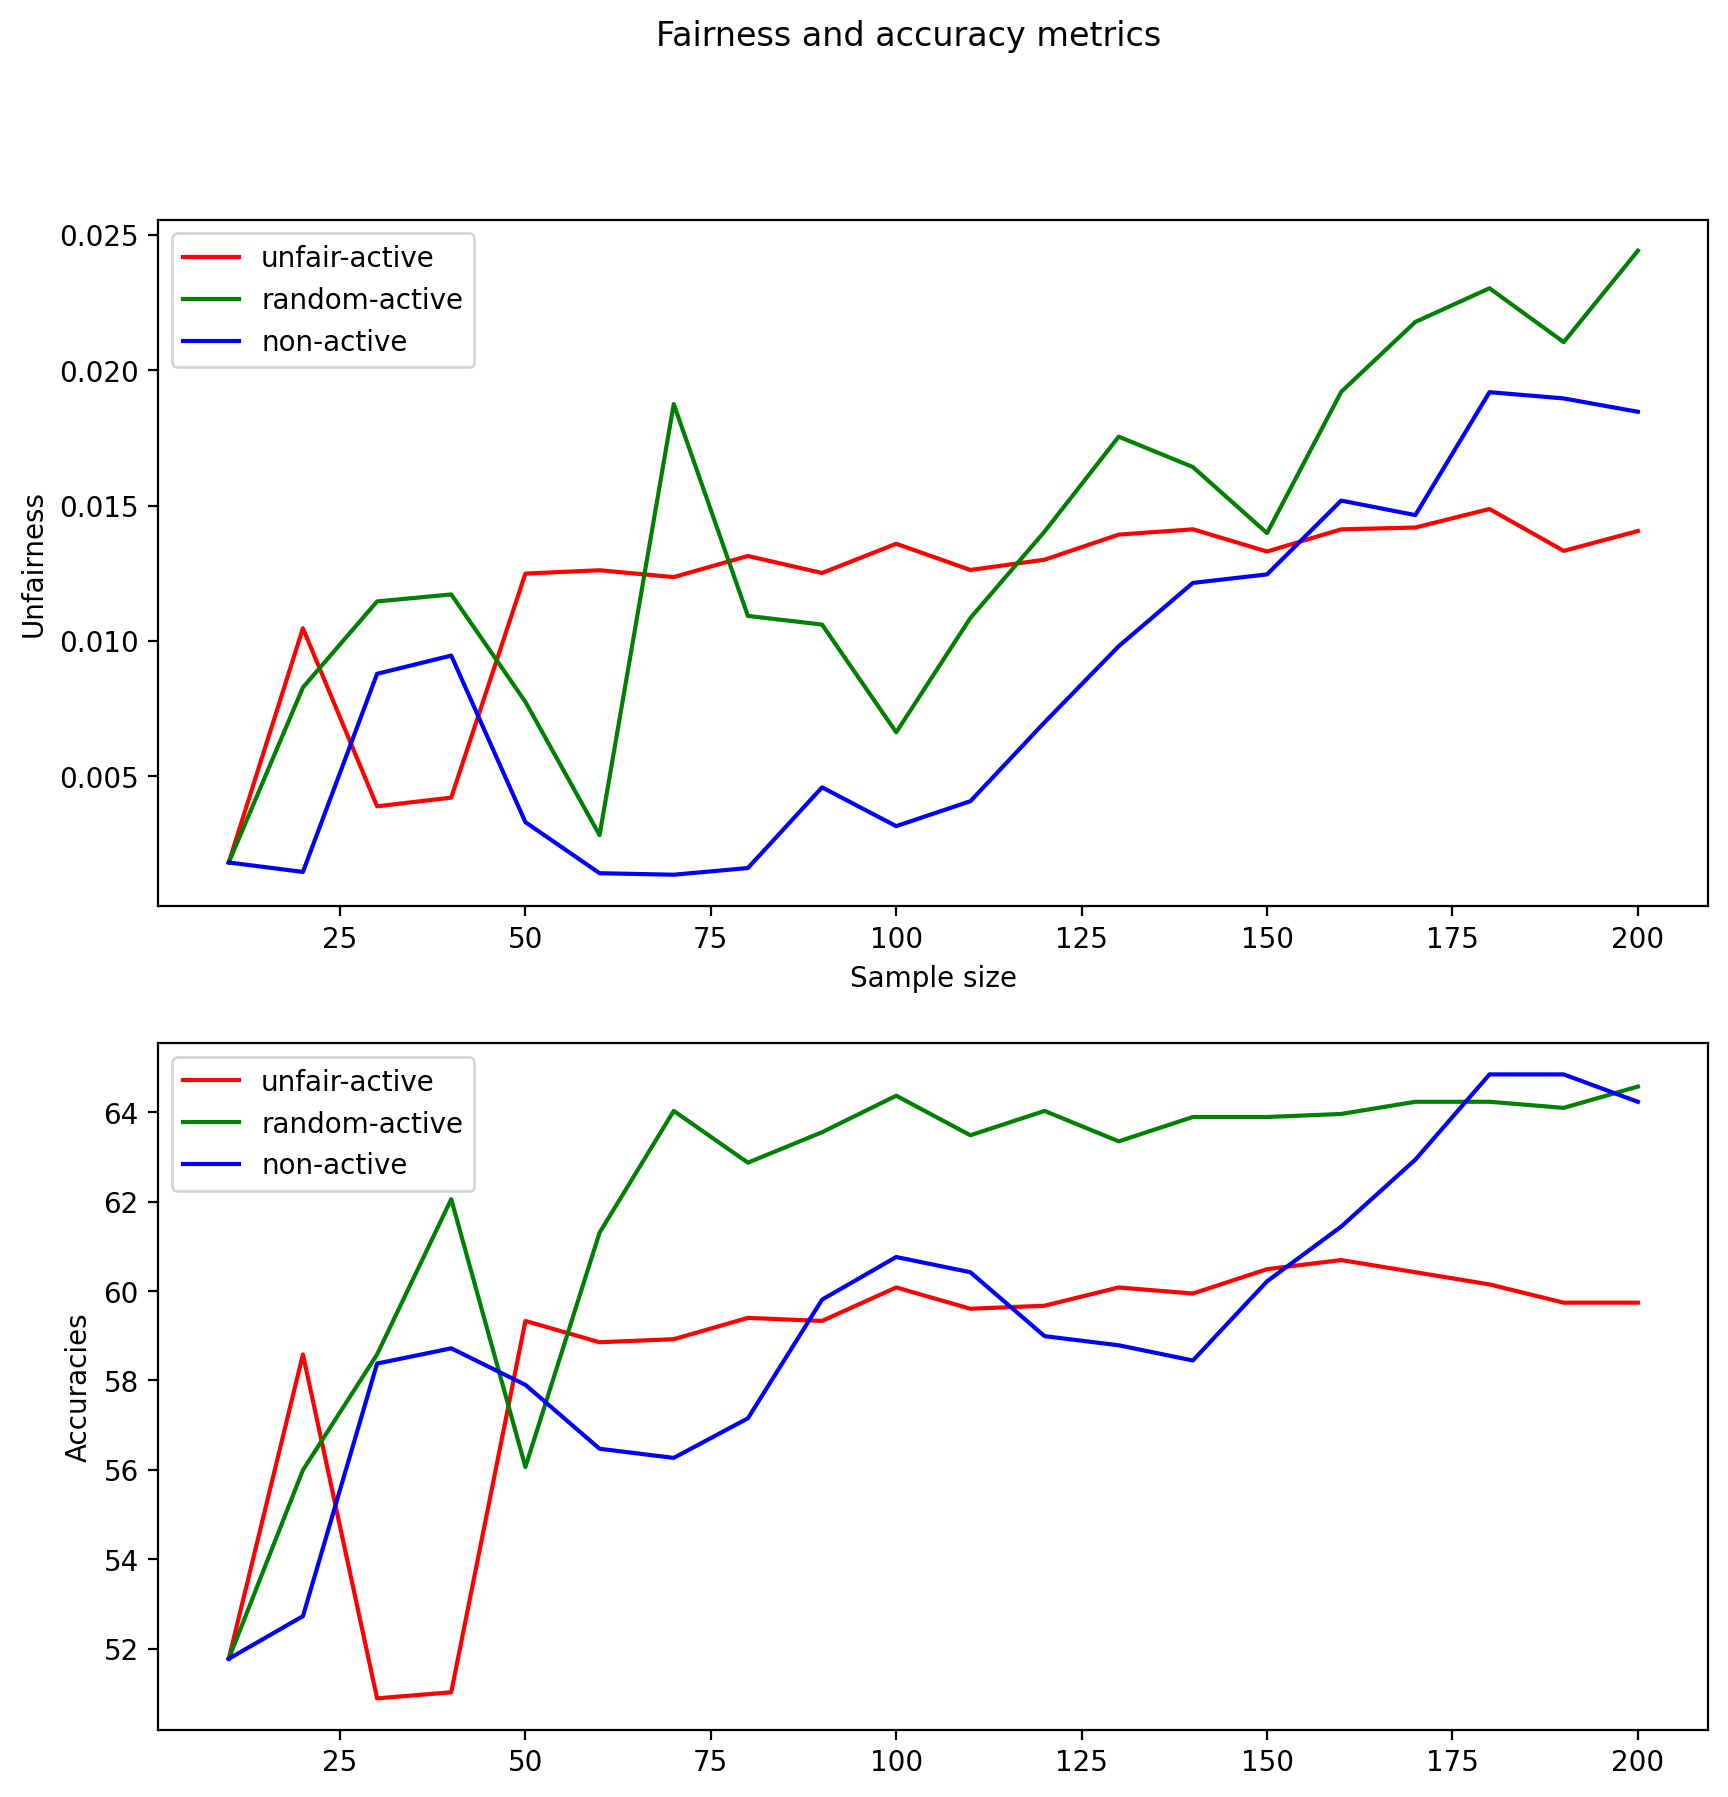 Fairness and accuracy metrics
unfair-active
random-active
non-active
0.025
0.020
0.015
0.010
0.005
Unfairness
25 50 75 100 125 150 175 200
Sample size
unfair-active
random-active
non-active
64
62
60
58
56
54
52
Accuracies
25 50 75 100 125 150 175 200